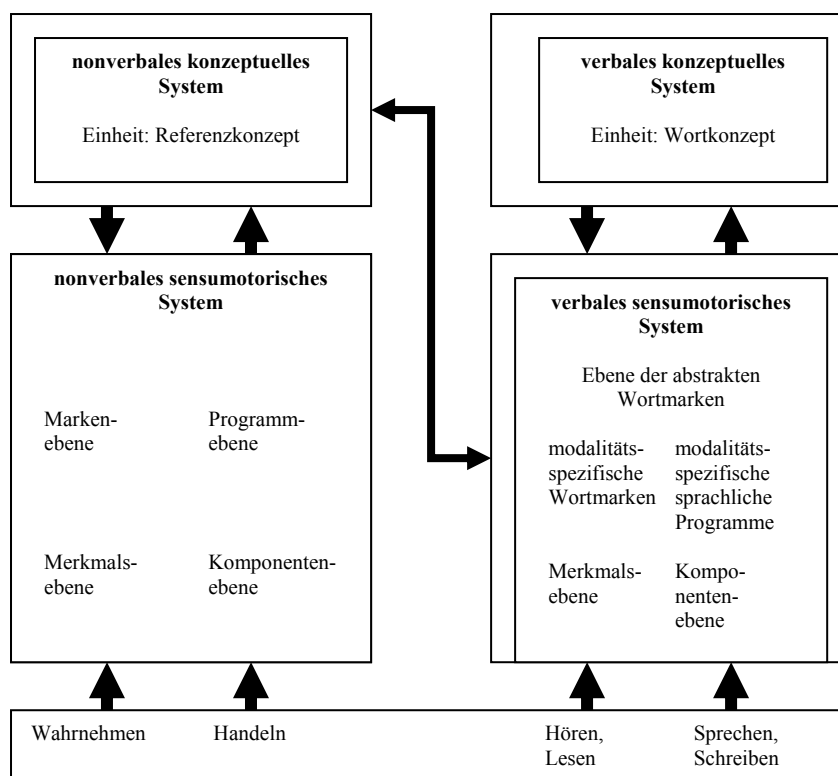 nonverbales konzeptuelles
System
Einheit: Referenzkonzept
verbales konzeptuelles
System
Einheit: Wortkonzept
nonverbales sensumotorisches
System
Marken-
ebene
Programm-
ebene
Merkmals-
ebene
Komponenten-
ebene
verbales sensumotorisches
System
Ebene der abstrakten
Wortmarken
modalitäts-
spezifische
Wortmarken
modalitäts-
spezifische
sprachliche
Programme
Merkmals-
ebene
Kompo-
nenten-
ebene
Wahrnehmen
Handeln
Hören,
Lesen
Sprechen,
Schreiben